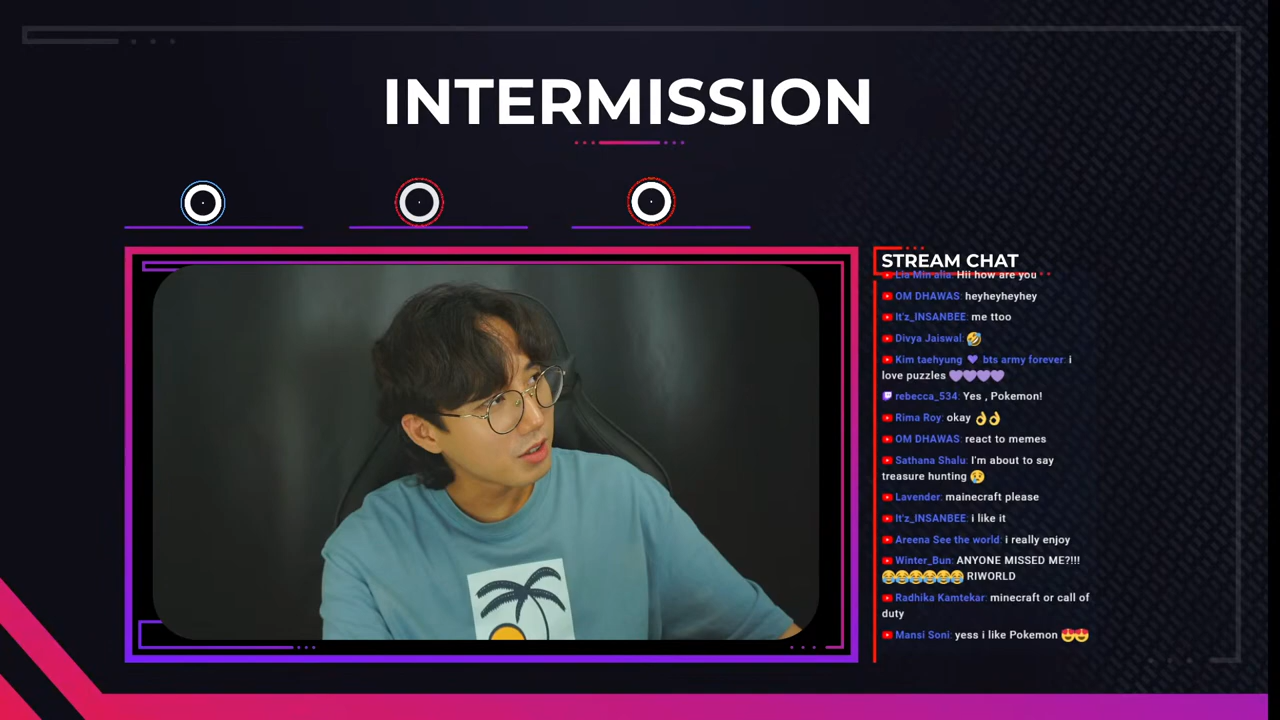 INTERMISSION
STREAM CHAT
Lia Min alia: Hii how are you
OM DHAWAS: heyheyheyhey
It'z_INSANBEE: me ttoo
Divya Jaiswal: 🤣
Kim taehyung 💜 bts army forever: i
love puzzles 💜💜💜💜
rebecca_534: Yes , Pokemon!
Rima Roy: okay 👌👌
OM DHAWAS: react to memes
Sathana Shalu: I'm about to say
treasure hunting 😢
Lavender: mainecraft please
It'z_INSANBEE: i like it
Areena See the world: i really enjoy
Winter_Bun: ANYONE MISSED ME?!!!
😂😂😂😂😂😂 RIWORLD
Radhika Kamtekar: minecraft or call of
duty
Mansi Soni: yess i like Pokemon 😍😍